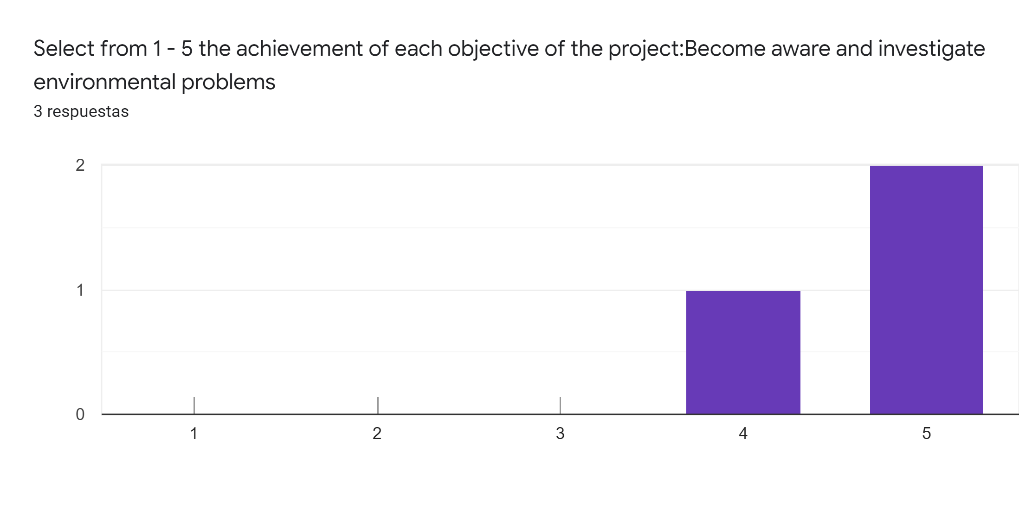 Select from 1 - 5 the achievement of each objective of the project:Become aware and investigate
environmental problems
3 respuestas
2
1
0
1 2 3 4 5